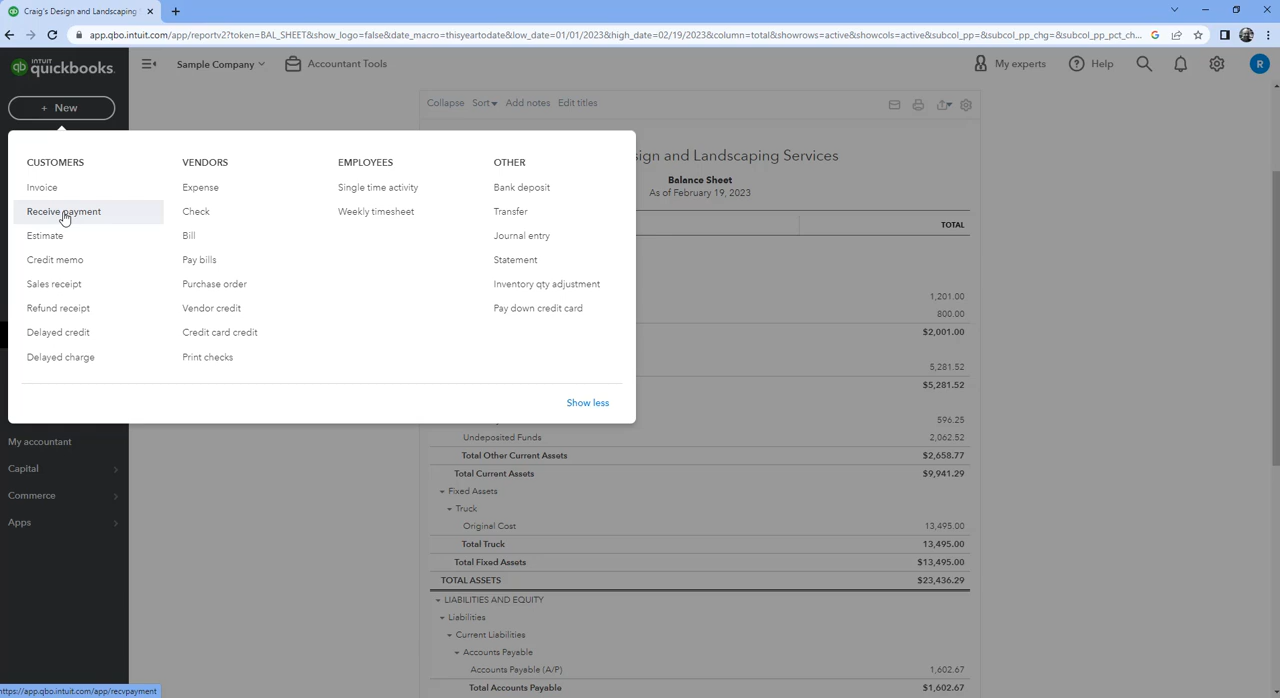 Craig's Design and Landscaping
app.qbo.intuit.com/app/reportv2?token=BAL_SHEET&show_logo=false&date_macro=thisyeartodate&low_date=01/01/2023&high_date=02/19/2023&column=total&showrows=active&showcols=active&subcol_pp=&subcol_pp_chg=&subcol_pp_pct_ch...
INTUIT
quickbooks.
Sample Company
Accountant Tools
My experts
Help
R
+ New
Collapse Sort Add notes Edit titles
CUSTOMERS
Invoice
Receive payment
Estimate
Credit memo
Sales receipt
Refund receipt
Delayed credit
Delayed charge
VENDORS
Expense
Check
Bill
Pay bills
Purchase order
Vendor credit
Credit card credit
Print checks
EMPLOYEES
Single time activity
Weekly timesheet
OTHER
Bank deposit
Transfer
Journal entry
Statement
Inventory qty adjustment
Pay down credit card
Show less
My accountant
Capital
Commerce
Apps
ign and Landscaping Services
Balance Sheet
As of February 19, 2023
TOTAL
1,201.00
800.00
$2,001.00
5,281.52
$5,281.52
596.25
Undeposited Funds 2,062.52
Total Other Current Assets $2,658.77
Total Current Assets $9,941.29
Fixed Assets
Truck
Original Cost 13,495.00
Total Truck 13,495.00
Total Fixed Assets $13,495.00
TOTAL ASSETS $23,436.29
LIABILITIES AND EQUITY
Liabilities
Current Liabilities
Accounts Payable
Accounts Payable (A/P) 1,602.67
Total Accounts Payable $1,602.67
https://app.qbo.intuit.com/app/recvpayment